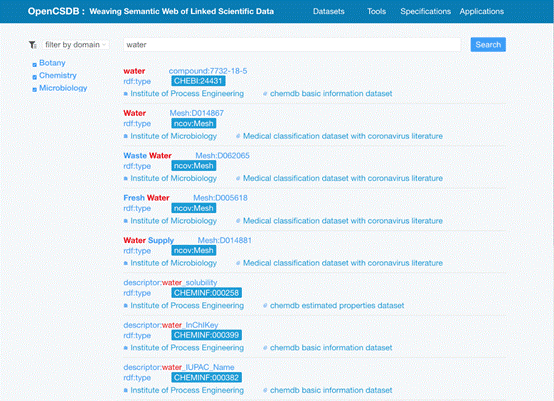 OpenCSDB : Weaving Semantic Web of Linked Scientific Data Datasets Tools Specifications Applications
filter by domain water Search
Botany
Chemistry
Microbiology
water compound:7732-18-5
rdf:type CHEBI:24431
Institute of Process Engineering # chemdb basic information dataset
Water Mesh:D014867
rdf:type ncov:Mesh
Institute of Microbiology # Medical classification dataset with coronavirus literature
Waste Water Mesh:D062065
rdf:type ncov:Mesh
Institute of Microbiology # Medical classification dataset with coronavirus literature
Fresh Water Mesh:D005618
rdf:type ncov:Mesh
Institute of Microbiology # Medical classification dataset with coronavirus literature
Water Supply Mesh:D014881
rdf:type ncov:Mesh
Institute of Microbiology # Medical classification dataset with coronavirus literature
descriptor:water_solubility
rdf:type CHEMINF:000258
Institute of Process Engineering # chemdb estimated properties dataset
descriptor:water_InChIKey
rdf:type CHEMINF:000399
Institute of Process Engineering # chemdb basic information dataset
descriptor:water_IUPAC_Name
rdf:type CHEMINF:000382
Institute of Process Engineering # chemdb basic information dataset